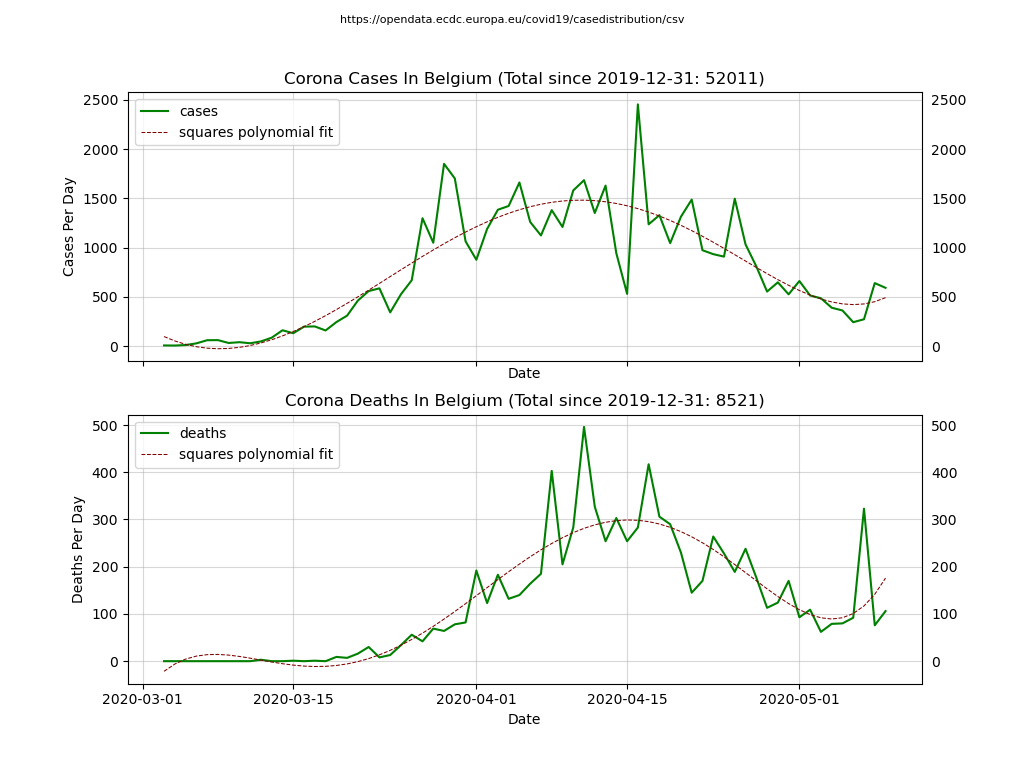 https://opendata.ecdc.europa.eu/covid19/casedistribution/csv
Corona Cases In Belgium (Total since 2019-12-31: 52011)
2500 2500
cases
squares polynomial fit
2000 2000
1500 1500
Cases Per Day
1000 1000
500 500
0 0
Date
Corona Deaths In Belgium (Total since 2019-12-31: 8521)
500 500
deaths
squares polynomial fit
400 400
300 300
Deaths Per Day
200 200
100 100
0 0
2020-03-01 2020-03-15 2020-04-01 2020-04-15 2020-05-01
Date